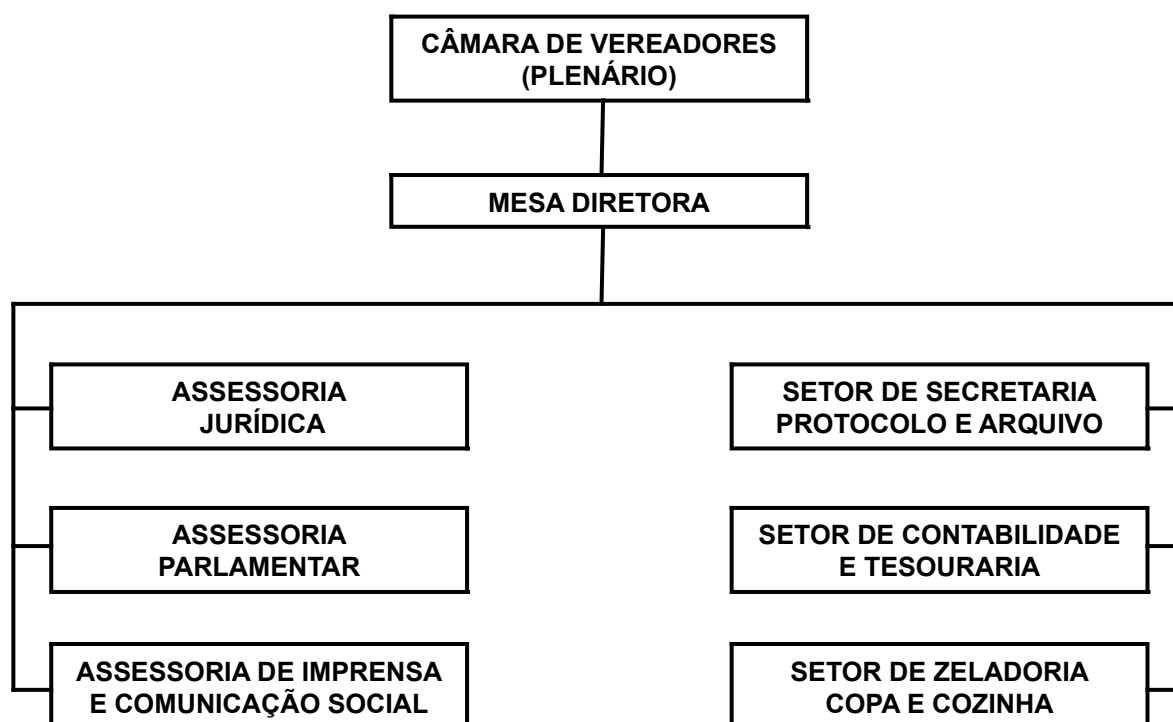 CÂMARA DE VEREADORES
(PLENÁRIO)
MESA DIRETORA
ASSESSORIA
JURÍDICA
SETOR DE SECRETARIA
PROTOCOLO E ARQUIVO
ASSESSORIA
PARLAMENTAR
SETOR DE CONTABILIDADE
E TESOURARIA
ASSESSORIA DE IMPRENSA
E COMUNICAÇÃO SOCIAL
SETOR DE ZELADORIA
COPA E COZINHA